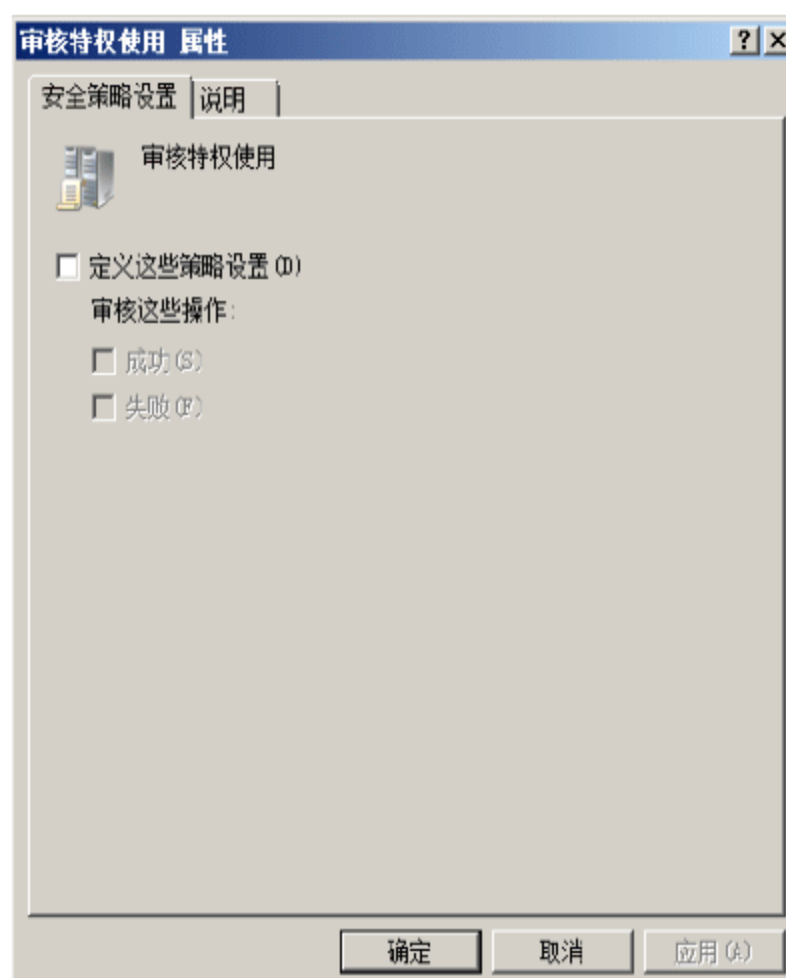 审核特权使用 属性
安全策略设置 说明
审核特权使用
定义这些策略设置(D)
审核这些操作:
成功(S)
失败(F)
确定 取消 应用(A)